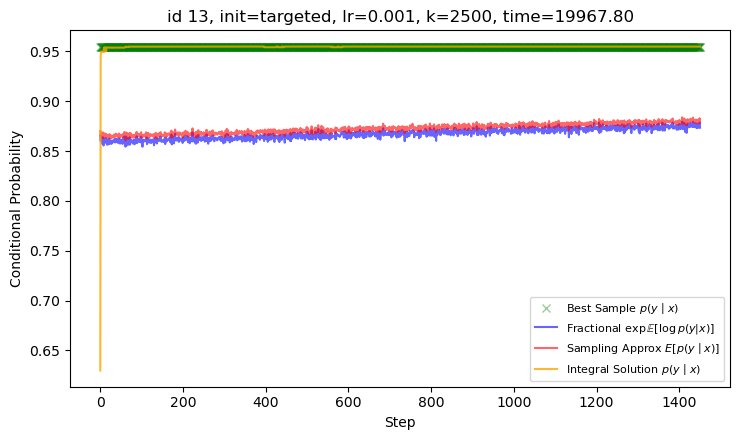 id 13, init=targeted, lr=0.001, k=2500, time=19967.80
Conditional Probability
0.95
0.90
0.85
0.80
0.75
0.70
0.65
Best Sample p(y | x)
Fractional exp𝔼[log p(y|x)]
Sampling Approx E[p(y | x)]
Integral Solution p(y | x)
0 200 400 600 800 1000 1200 1400
Step